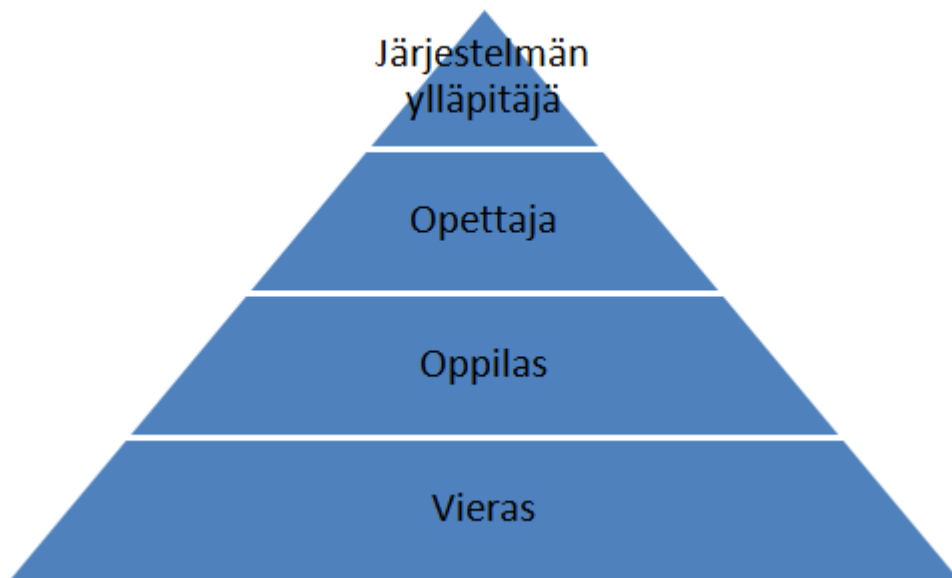 Järjestelmän
ylläpitäjä
Opettaja
Oppilas
Vieras